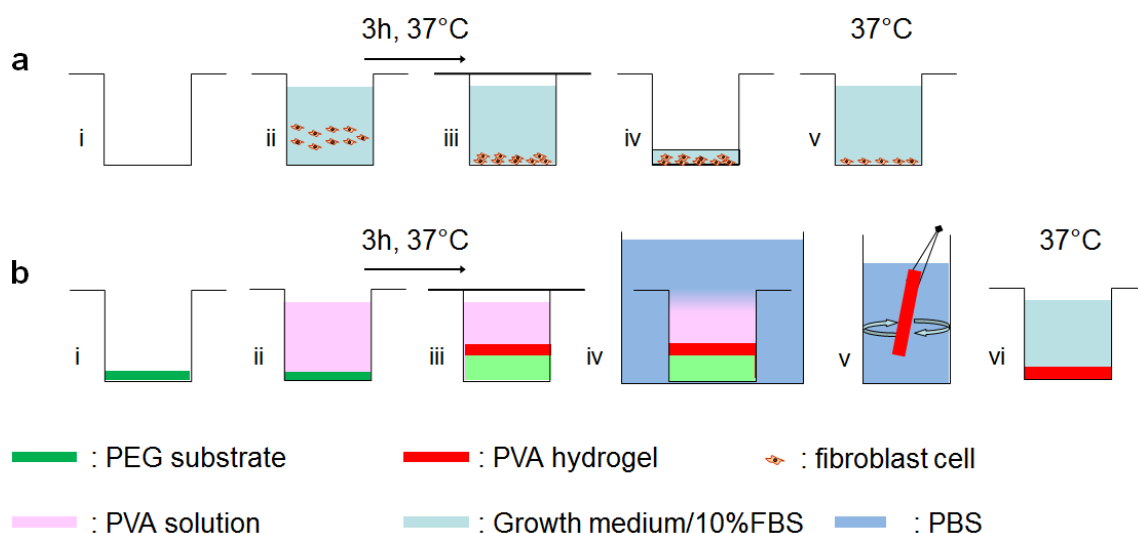 3h, 37°C 37°C
a
i ii iii iv v
3h, 37°C 37°C
b
i ii iii iv v vi
: PEG substrate : PVA hydrogel : fibroblast cell
: PVA solution : Growth medium/10%FBS : PBS